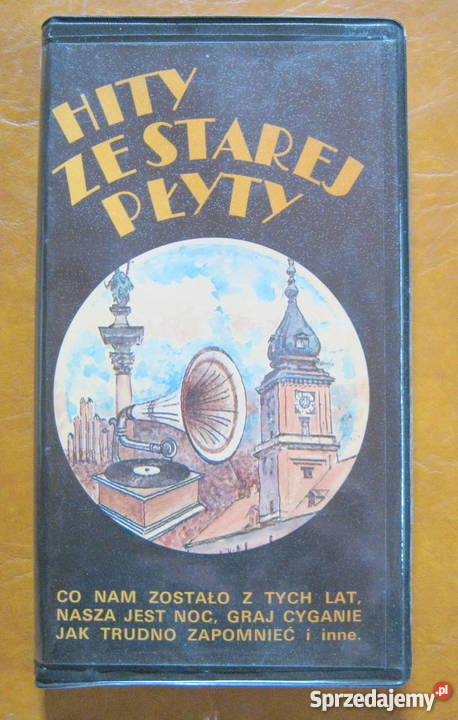 HITY
ZE STAREJ
PŁYTY
CO NAM ZOSTAŁO Z TYCH LAT,
NASZA JEST NOC, GRAJ CYGANIE
JAK TRUDNO ZAPOMNIEĆ i inne.
Sprzedajemy.pl